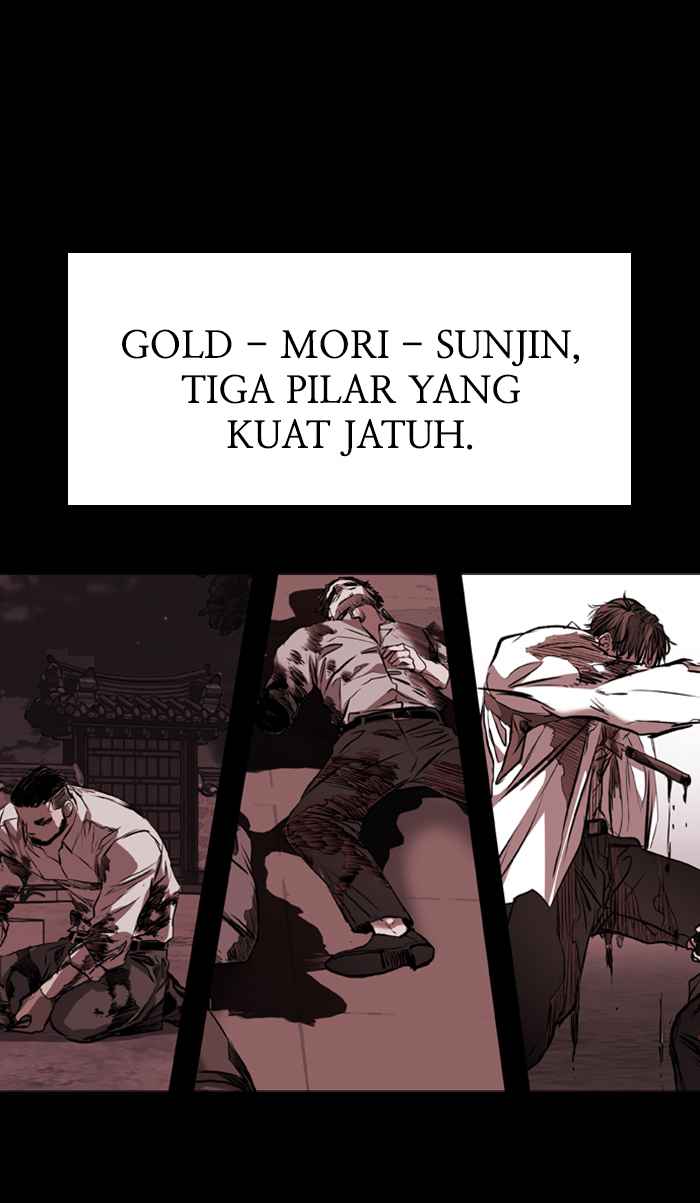 GOLD – MORI – SUNJIN,
TIGA PILAR YANG
KUAT JATUH.